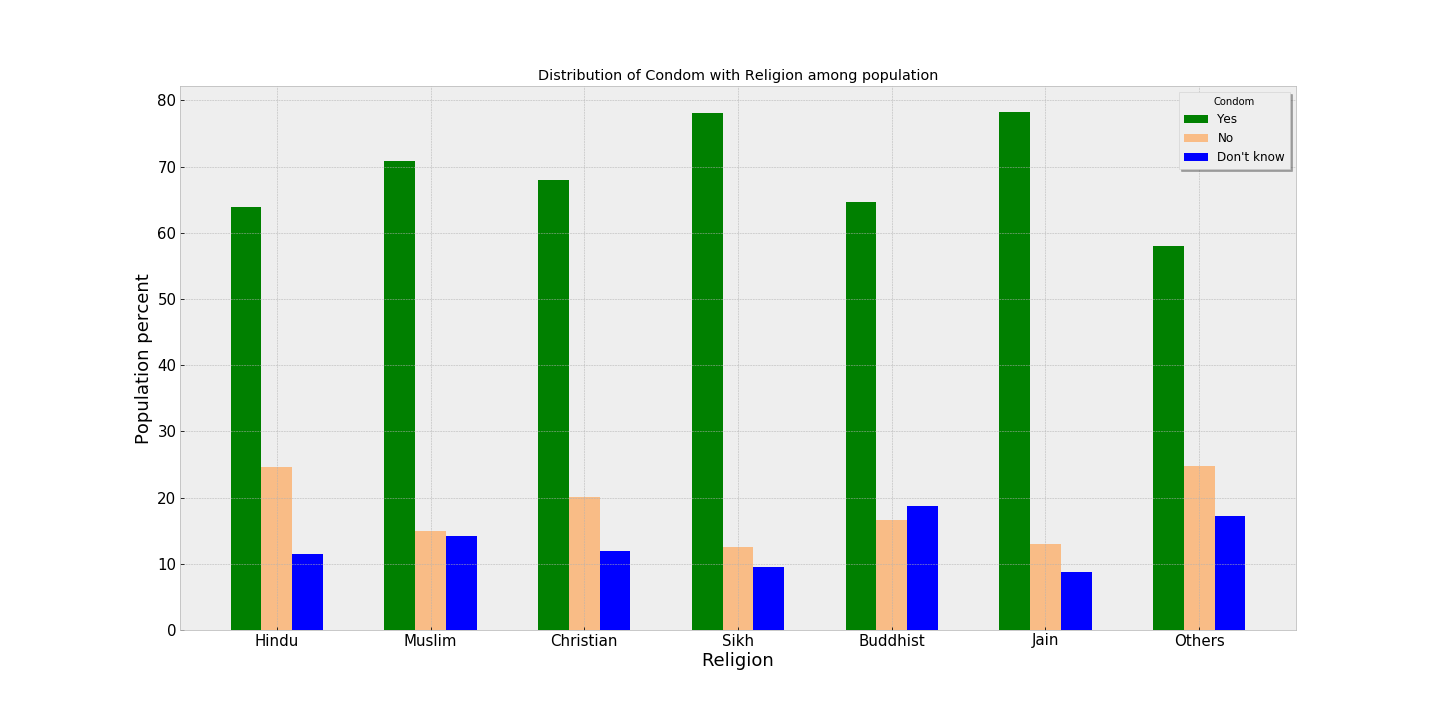 Distribution of Condom with Religion among population
Condom
Yes
No
Don't know
80
70
60
50
40
30
20
10
0
Population percent
Hindu Muslim Christian Sikh Buddhist Jain Others
Religion